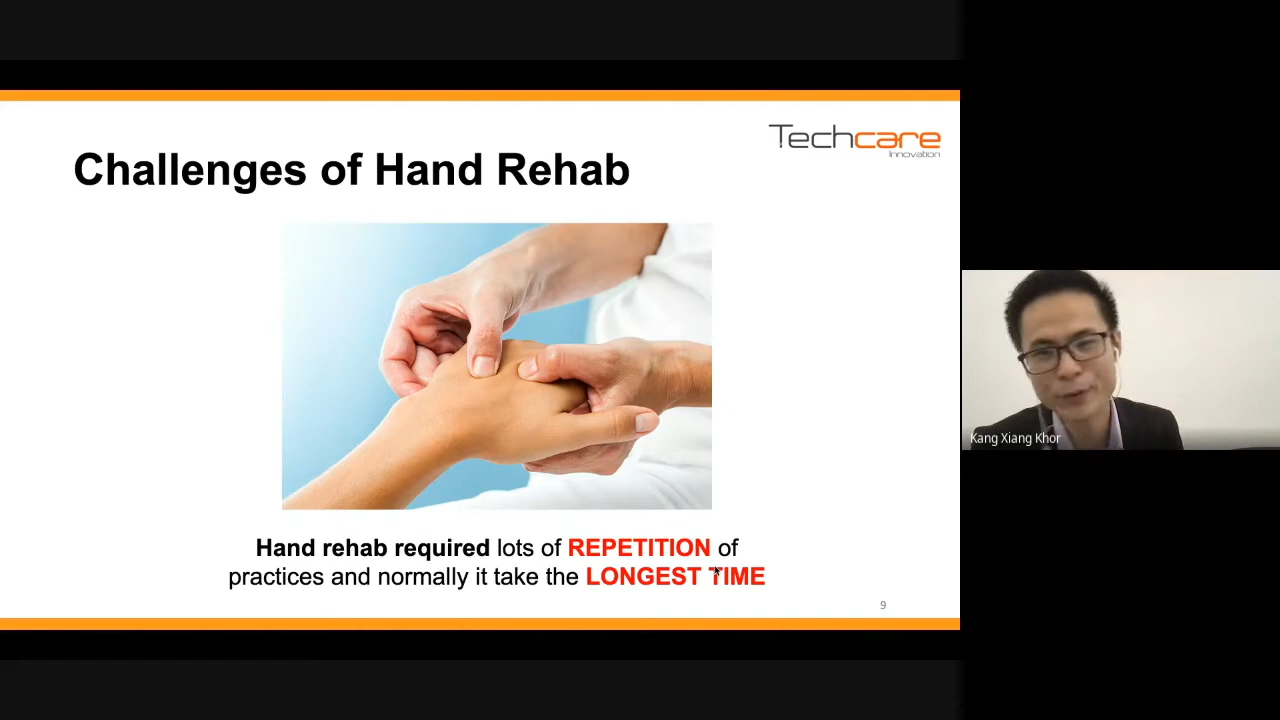 Techcare
Innovation
Challenges of Hand Rehab
Hand rehab required lots of REPETITION of
practices and normally it take the LONGEST TIME
9
Kang Xiang Khor